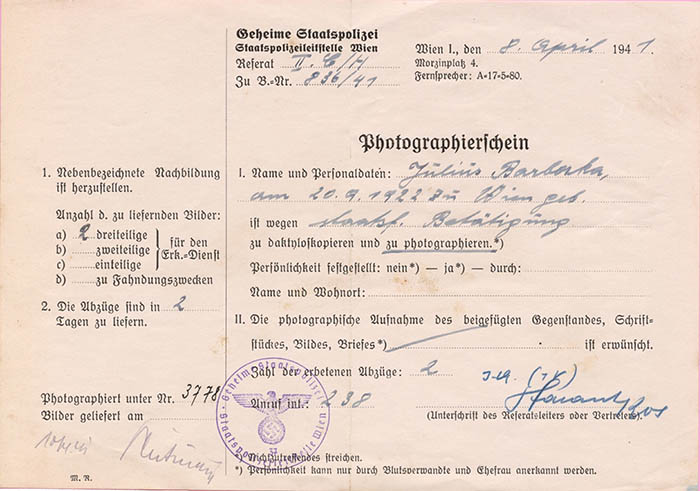 Geheime Staatspolizei
Staatspolizeileitstelle Wien
Referat II C/H
Zu B.-Nr. 836/41
Wien I., den 8. April 1941.
Morzinplatz 4.
Fernsprecher: A-17-5-80.
Photographierschein
1. Nebenbezeichnete Nachbildung
ist herzustellen.
Anzahl d. zu liefernden Bilder:
a) 2 dreiteilige
b) zweiteilige
c) einteilige
für den
Erk.-Dienst
d) zu Fahndungszwecken
2. Die Abzüge sind in 2
Tagen zu liefern.
Photographiert unter Nr. 3778
Bilder geliefert am
M. R.
I. Name und Personaldaten: Julius Barborka,
am 20.9.1922 zu Wien geb.
ist wegen staatsf. Betätigung
zu daktyloskopieren und zu photographieren.*)
Persönlichkeit festgestellt: nein*) — ja*) — durch:
Name und Wohnort:
II. Die photographische Aufnahme des beigefügten Gegenstandes, Schrift-
stückes, Bildes, Briefes*) ist erwünscht.
Zahl der erbetenen Abzüge: 2
Anruf int.: 238
(Unterschrift des Referatsleiters oder Vertreters).
*) Nichtzutreffendes streichen.
*) Persönlichkeit kann nur durch Blutsverwandte und Ehefrau anerkannt werden.
Geheime Staatspolizei
Staatspolizeileitstelle Wien